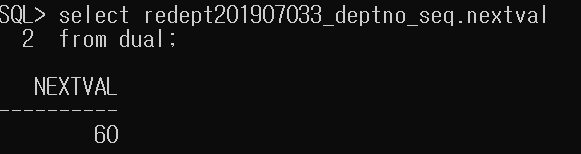 SQL> select redept201907033_deptno_seq.nextval
  2  from dual;
   NEXTVAL
----------
        60